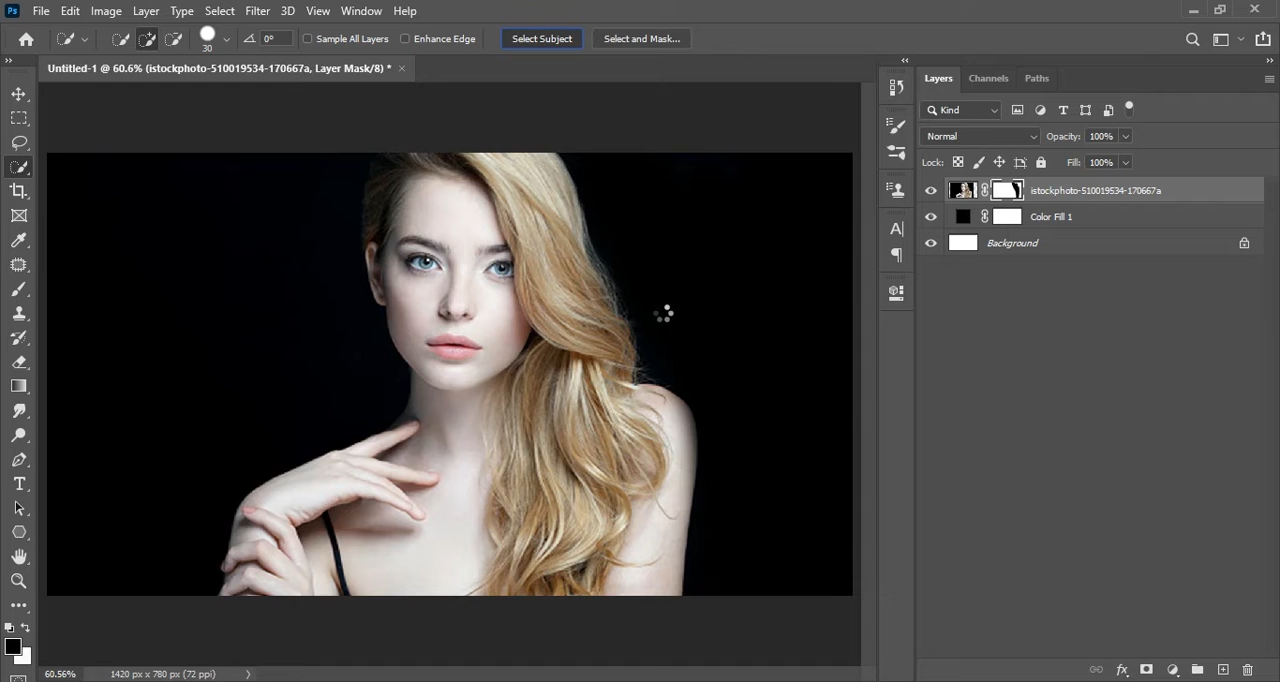 Ps File Edit Image Layer Type Select Filter 3D View Window Help
30 0° Sample All Layers Enhance Edge Select Subject Select and Mask...
Untitled-1 @ 60.6% (istockphoto-510019534-170667a, Layer Mask/8) * ×
Layers Channels Paths
Kind
Normal Opacity: 100%
Lock: Fill: 100%
istockphoto-510019534-170667a
Color Fill 1
Background
60.56% 1420 px x 780 px (72 ppi)